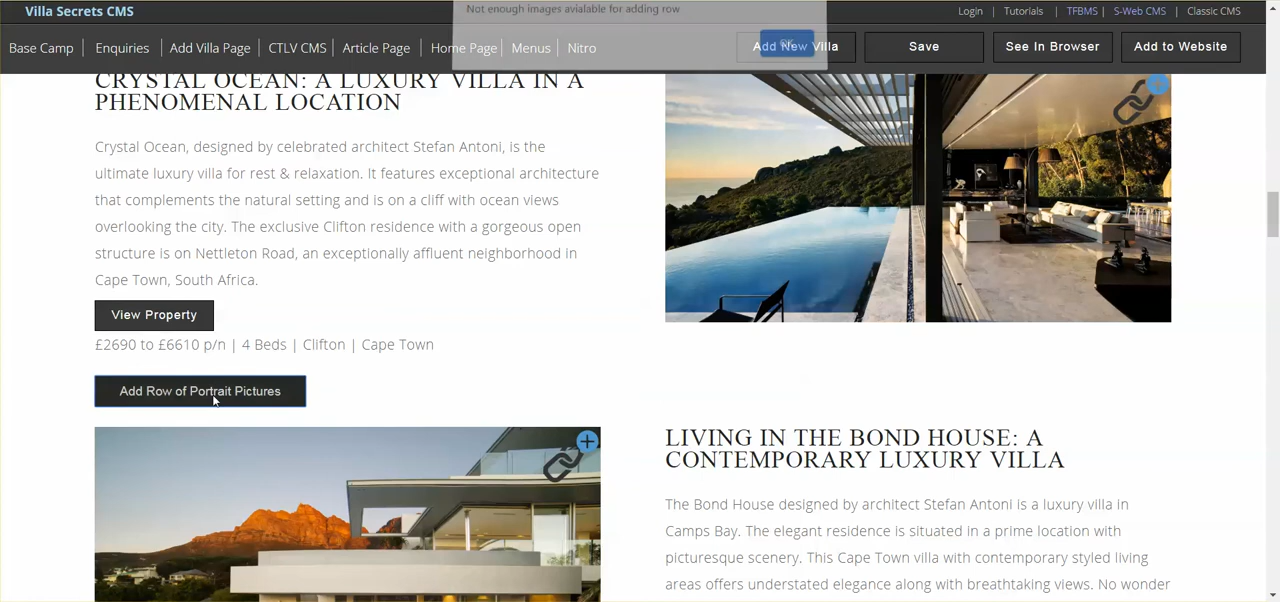 Villa Secrets CMS
Not enough images avialable for adding row
OK
Login | Tutorials | TFBMS | S-Web CMS | Classic CMS
Base Camp | Enquiries | Add Villa Page | CTLV CMS | Article Page | Home Page | Menus | Nitro
Add New Villa
Save
See In Browser
Add to Website
CRYSTAL OCEAN: A LUXURY VILLA IN A
PHENOMENAL LOCATION
Crystal Ocean, designed by celebrated architect Stefan Antoni, is the
ultimate luxury villa for rest & relaxation. It features exceptional architecture
that complements the natural setting and is on a cliff with ocean views
overlooking the city. The exclusive Clifton residence with a gorgeous open
structure is on Nettleton Road, an exceptionally affluent neighborhood in
Cape Town, South Africa.
View Property
£2690 to £6610 p/n | 4 Beds | Clifton | Cape Town
Add Row of Portrait Pictures
LIVING IN THE BOND HOUSE: A
CONTEMPORARY LUXURY VILLA
The Bond House designed by architect Stefan Antoni is a luxury villa in
Camps Bay. The elegant residence is situated in a prime location with
picturesque scenery. This Cape Town villa with contemporary styled living
areas offers understated elegance along with breathtaking views. No wonder